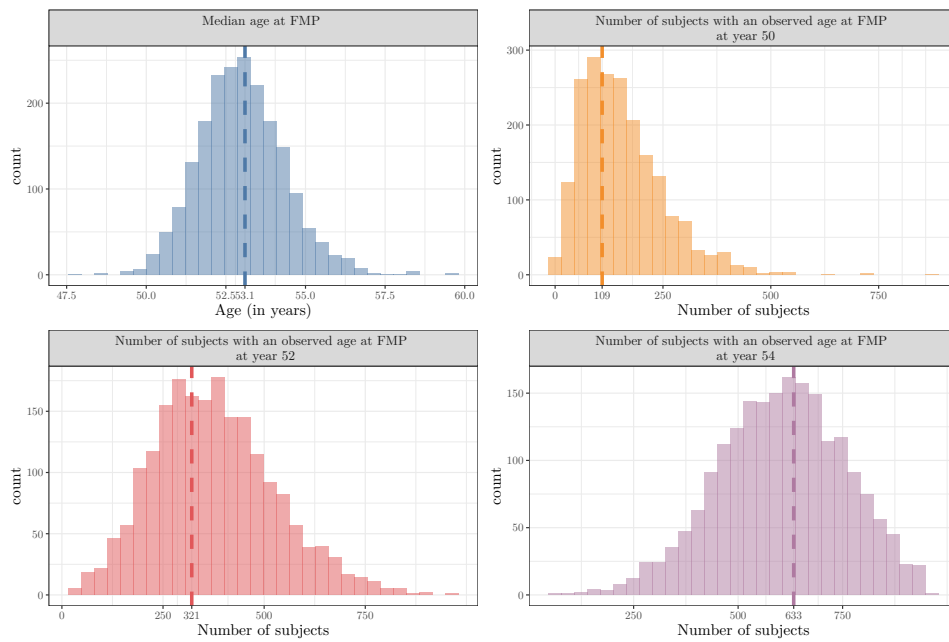 Median age at FMP
count
200
100
0
47.5 50.0 52.553.1 55.0 57.5 60.0
Age (in years)
Number of subjects with an observed age at FMP
at year 50
count
300
200
100
0
0 109 250 500 750
Number of subjects
Number of subjects with an observed age at FMP
at year 52
count
150
100
50
0
0 250 321 500 750
Number of subjects
Number of subjects with an observed age at FMP
at year 54
count
150
100
50
0
250 500 633 750
Number of subjects